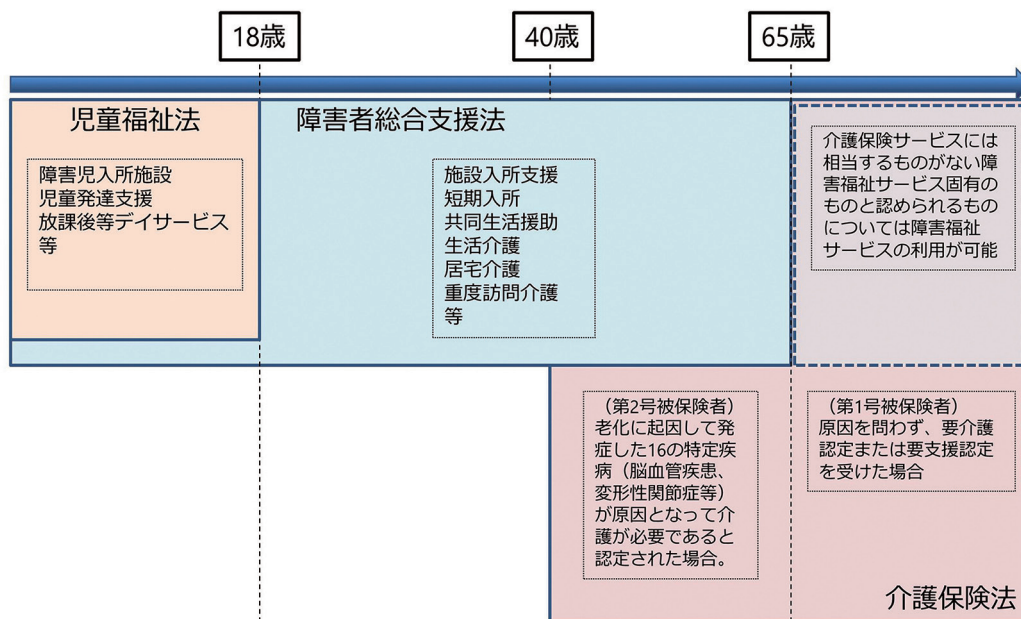 18歳
40歳
65歳
児童福祉法
障害児入所施設
児童発達支援
放課後等デイサービス
等
障害者総合支援法
施設入所支援
短期入所
共同生活援助
生活介護
居宅介護
重度訪問介護
等
介護保険サービスには
相当するものがない障
害福祉サービス固有の
ものと認められるもの
については障害福祉
サービスの利用が可能
（第2号被保険者）
老化に起因して発
症した16の特定疾
病（脳血管疾患、
変形性関節症等）
が原因となって介
護が必要であると
認定された場合。
（第1号被保険者）
原因を問わず、要介護
認定または要支援認定
を受けた場合
介護保険法